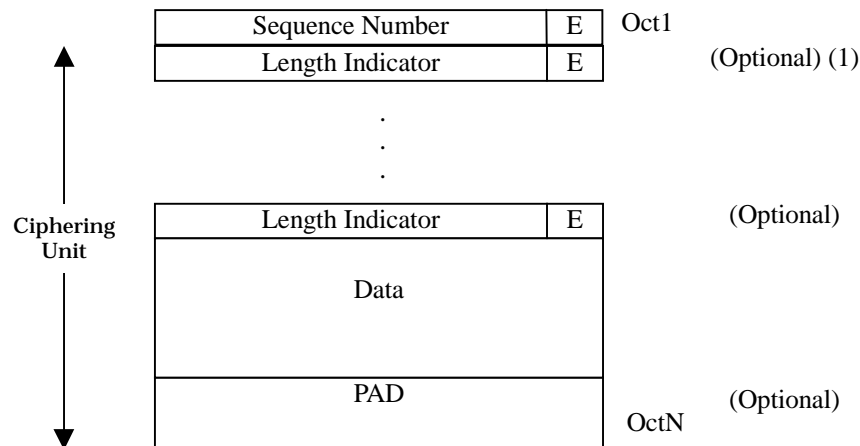 Sequence Number E Oct1
Length Indicator E (Optional) (1)
.
.
.
Length Indicator E (Optional)
Ciphering
Unit
Data
PAD (Optional)
OctN